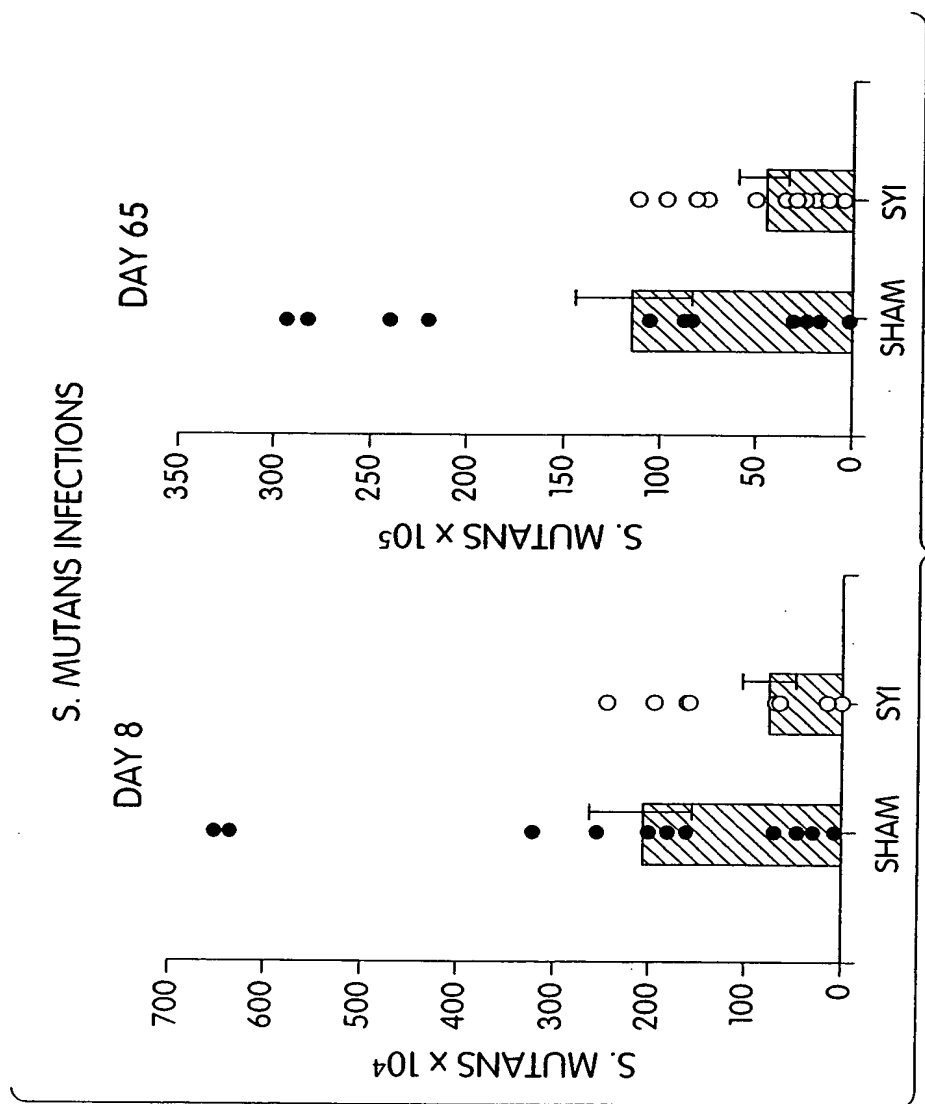 S. MUTANS INFECTIONS
DAY 8
S. MUTANS x 10⁴
700
600
500
400
300
200
100
0
SHAM
SYI
DAY 65
S. MUTANS x 10⁵
350
300
250
200
150
100
50
0
SHAM
SYI